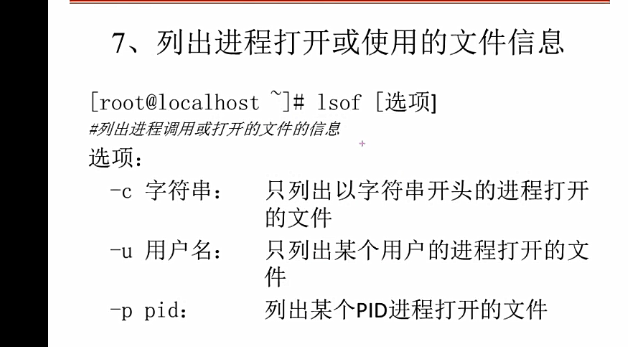 7、列出进程打开或使用的文件信息
[root@localhost ~]# lsof [选项]
#列出进程调用或打开的文件的信息
选项：
-c 字符串： 只列出以字符串开头的进程打开
的文件
-u 用户名： 只列出某个用户的进程打开的文
件
-p pid： 列出某个PID进程打开的文件